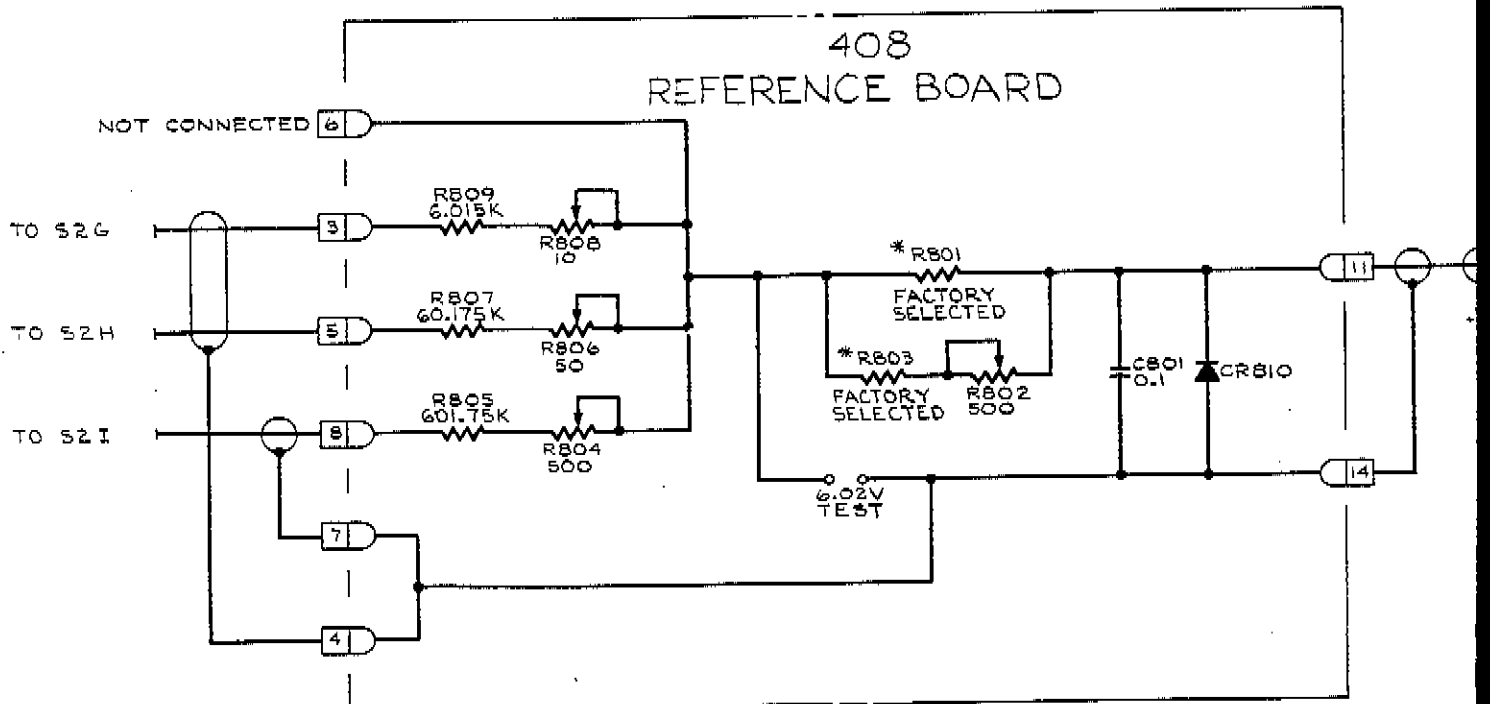 408
REFERENCE BOARD
NOT CONNECTED 6
TO S2G
3
R809
6.015K
R808
10
TO S2H
5
R807
60.175K
R806
50
TO S2I
8
R805
601.75K
R804
500
* R801
FACTORY
SELECTED
* R803
FACTORY
SELECTED
R802
500
C801
0.1
CR810
11
14
6.02V
TEST
7
4
+